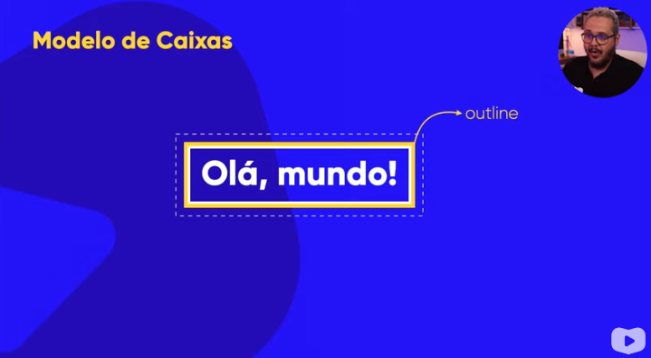 Modelo de Caixas
outline
Olá, mundo!